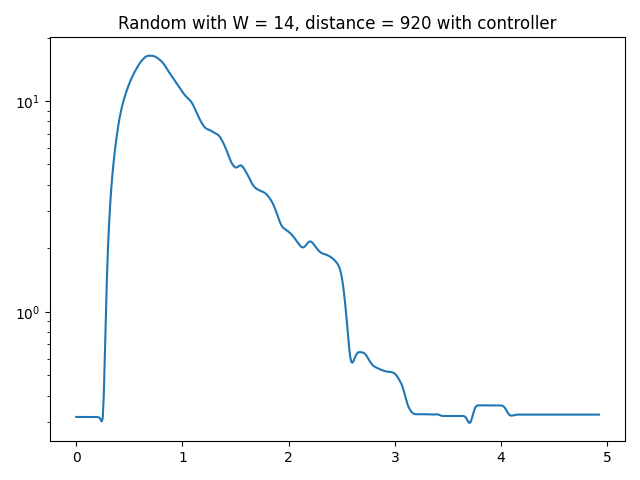 Random with W = 14, distance = 920 with controller
10¹
10⁰
0 1 2 3 4 5